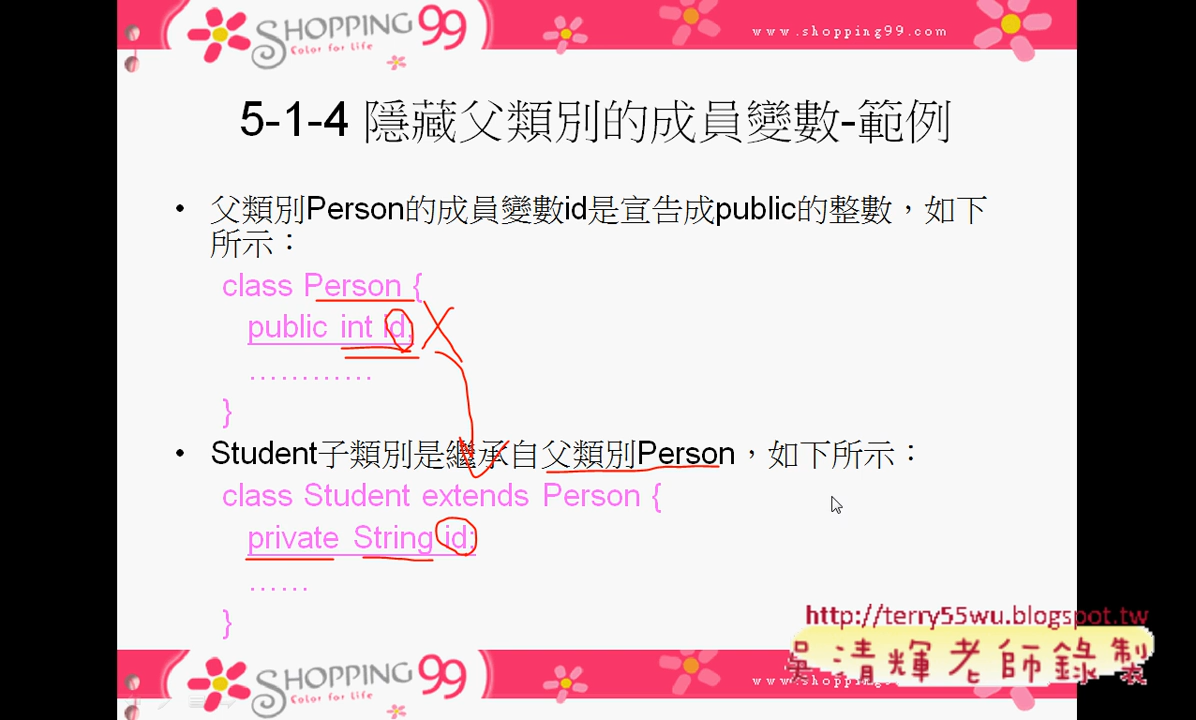 SHOPPING 99
Color for Life
www.shopping99.com
5-1-4 隱藏父類別的成員變數-範例
• 父類別Person的成員變數id是宣告成public的整數，如下
所示：
class Person {
public int id;
…………
}
• Student子類別是繼承自父類別Person，如下所示：
class Student extends Person {
private String id;
……
}
http://terry55wu.blogspot.tw
吳清輝老師錄製
SHOPPING 99
Color for Life
www.shopping99